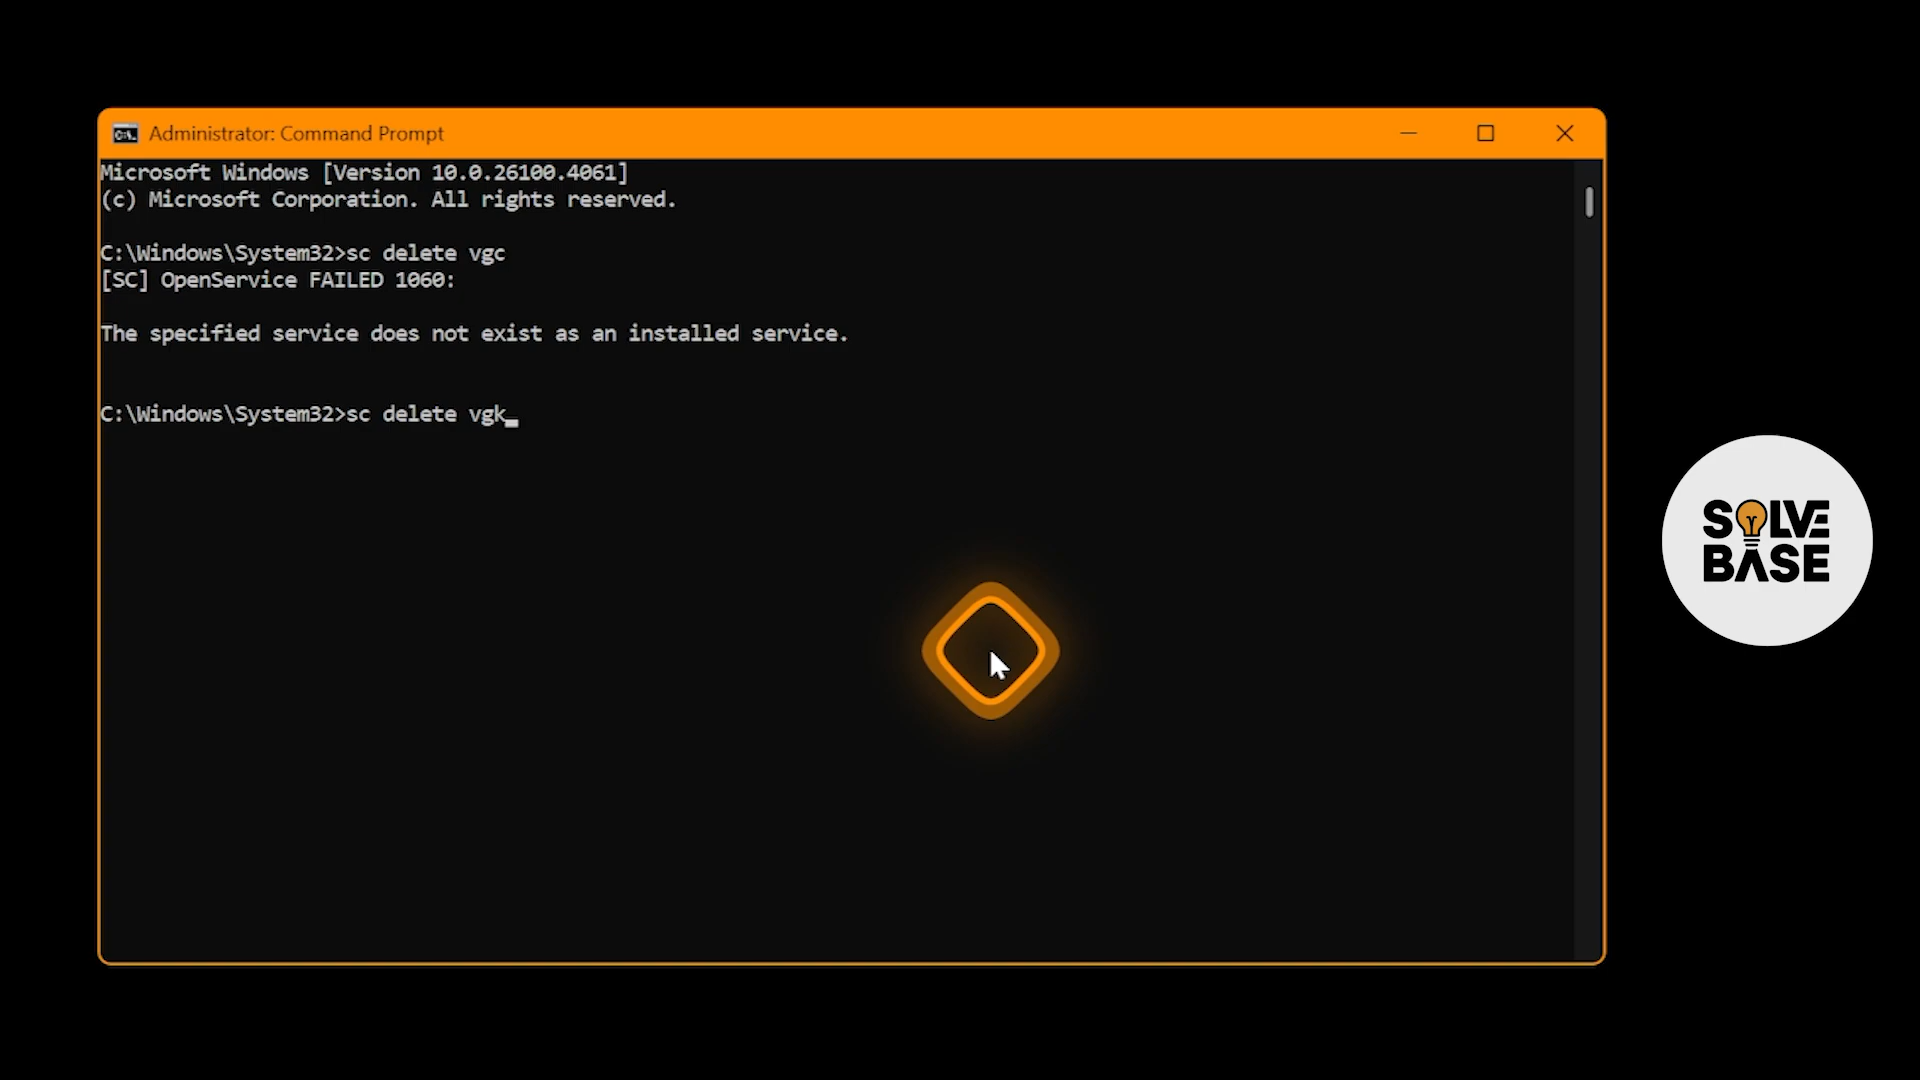 Administrator: Command Prompt
Microsoft Windows [Version 10.0.26100.4061]
(c) Microsoft Corporation. All rights reserved.
C:\Windows\System32>sc delete vgc
[SC] OpenService FAILED 1060:
The specified service does not exist as an installed service.
C:\Windows\System32>sc delete vgk
SOLVE
BASE